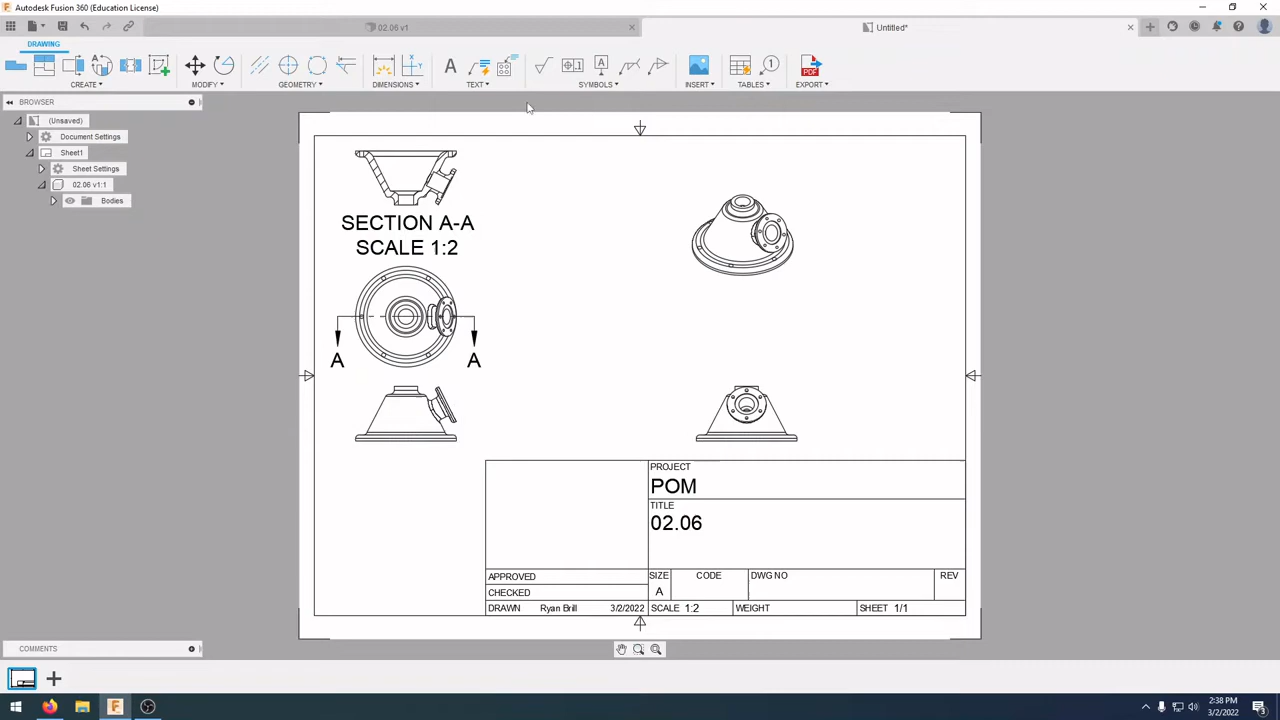 Autodesk Fusion 360 (Education License)
02.06 v1
Untitled*
DRAWING
CREATE
MODIFY
GEOMETRY
DIMENSIONS
TEXT
SYMBOLS
INSERT
TABLES
EXPORT
BROWSER
(Unsaved)
Document Settings
Sheet1
Sheet Settings
02.06 v1:1
Bodies
SECTION A-A
SCALE 1:2
A
A
PROJECT
POM
TITLE
02.06
APPROVED
CHECKED
DRAWN Ryan Brill 3/2/2022
SIZE
A
CODE
DWG NO
REV
SCALE 1:2
WEIGHT
SHEET 1/1
COMMENTS
2:38 PM
3/2/2022